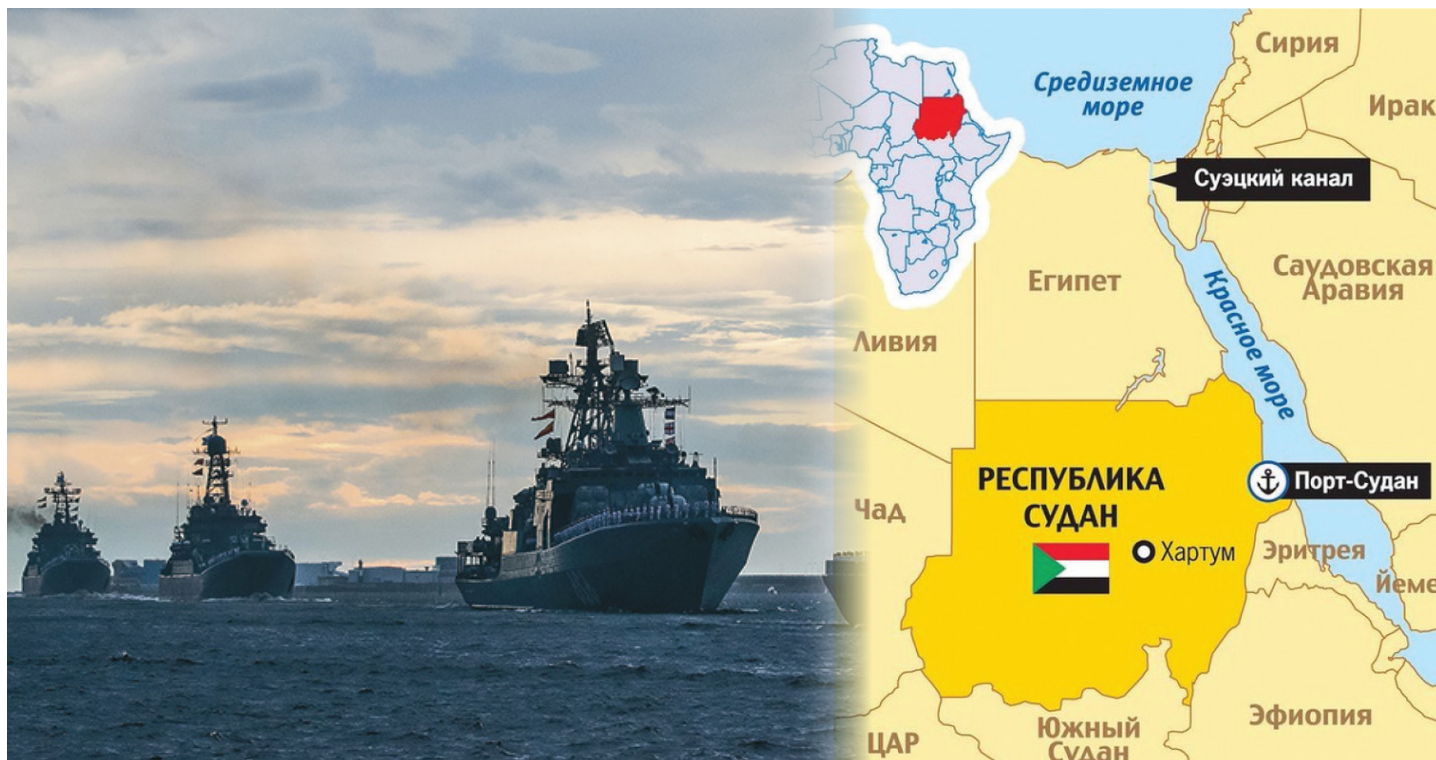 Сирия
Средиземное
море
Ирак
Суэцкий канал
Египет
Саудовская
Аравия
Красное море
Ливия
РЕСПУБЛИКА
СУДАН
Порт-Судан
Чад
Хартум
Эритрея
Йеме
Эфиопия
Южный
Судан
ЦАР